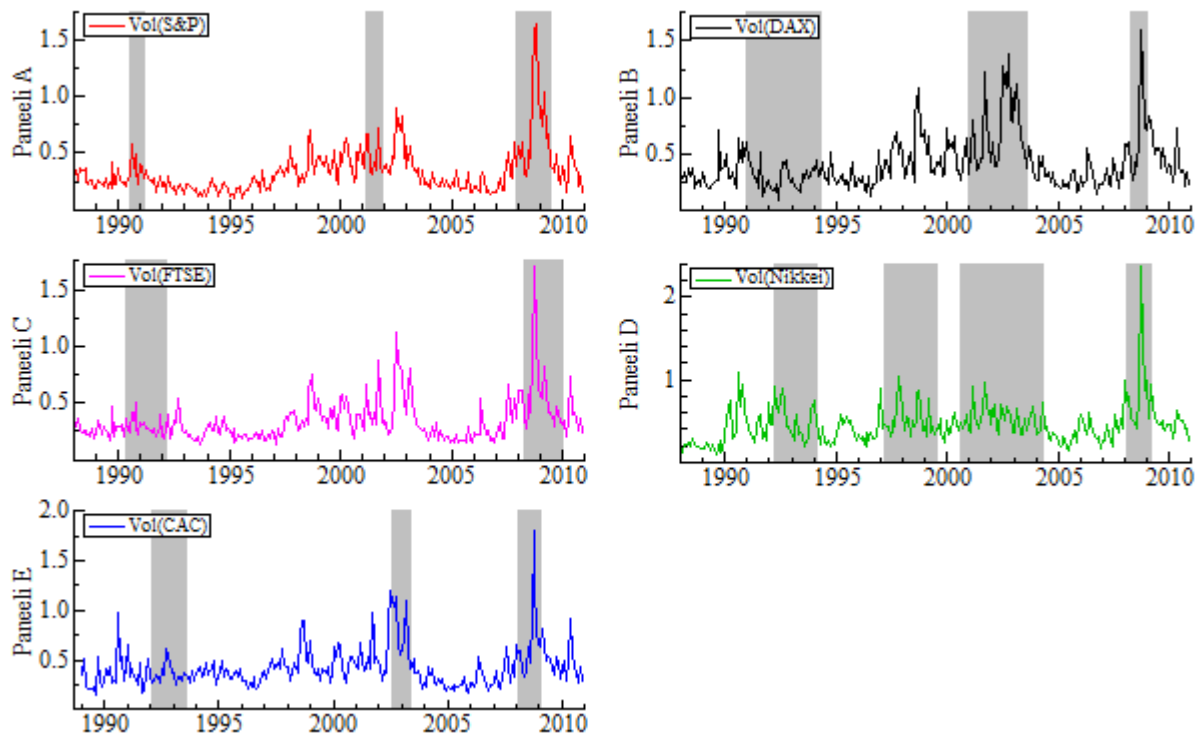 Vol(S&P)
Paneeli A
1.5
1.0
0.5
1990 1995 2000 2005 2010
Vol(DAX)
Paneeli B
1.5
1.0
0.5
1990 1995 2000 2005 2010
Vol(FTSE)
Paneeli C
1.5
1.0
0.5
1990 1995 2000 2005 2010
Vol(Nikkei)
Paneeli D
2
1
1990 1995 2000 2005 2010
Vol(CAC)
Paneeli E
2.0
1.5
1.0
0.5
1990 1995 2000 2005 2010